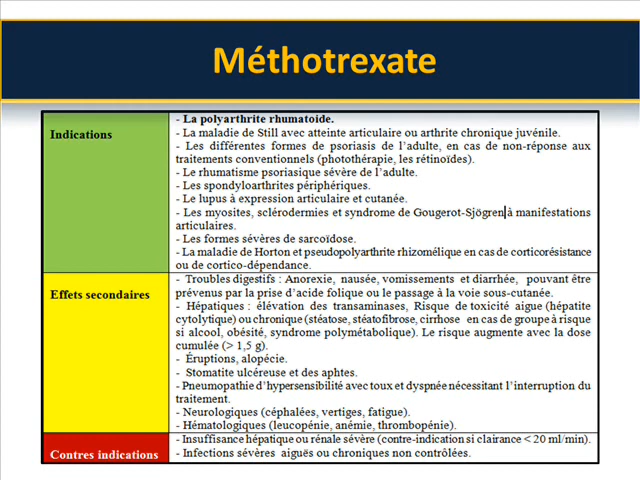 Méthotrexate
Indications
- La polyarthrite rhumatoide.
- La maladie de Still avec atteinte articulaire ou arthrite chronique juvénile.
- Les différentes formes de psoriasis de l'adulte, en cas de non-réponse aux
traitements conventionnels (photothérapie, les rétinoïdes).
- Le rhumatisme psoriasique sévère de l'adulte.
- Les spondyloarthrites périphériques.
- Le lupus à expression articulaire et cutanée.
- Les myosites, sclérodermies et syndrome de Gougerot-Sjögren à manifestations
articulaires.
- Les formes sévères de sarcoïdose.
- La maladie de Horton et pseudopolyarthrite rhizomélique en cas de corticorésistance
ou de cortico-dépendance.
Effets secondaires
- Troubles digestifs : Anorexie, nausée, vomissements et diarrhée, pouvant être
prévenus par la prise d'acide folique ou le passage à la voie sous-cutanée.
- Hépatiques : élévation des transaminases, Risque de toxicité aigue (hépatite
cytolytique) ou chronique (stéatose, stéatofibrose, cirrhose en cas de groupe à risque
si alcool, obésité, syndrome polymétabolique). Le risque augmente avec la dose
cumulée (> 1,5 g).
- Éruptions, alopécie.
- Stomatite ulcéreuse et des aphtes.
- Pneumopathie d'hypersensibilité avec toux et dyspnée nécessitant l'interruption du
traitement.
- Neurologiques (céphalées, vertiges, fatigue).
- Hématologiques (leucopénie, anémie, thrombopénie).
Contres indications
- Insuffisance hépatique ou rénale sévère (contre-indication si clairance < 20 ml/min).
- Infections sévères aiguës ou chroniques non contrôlées.